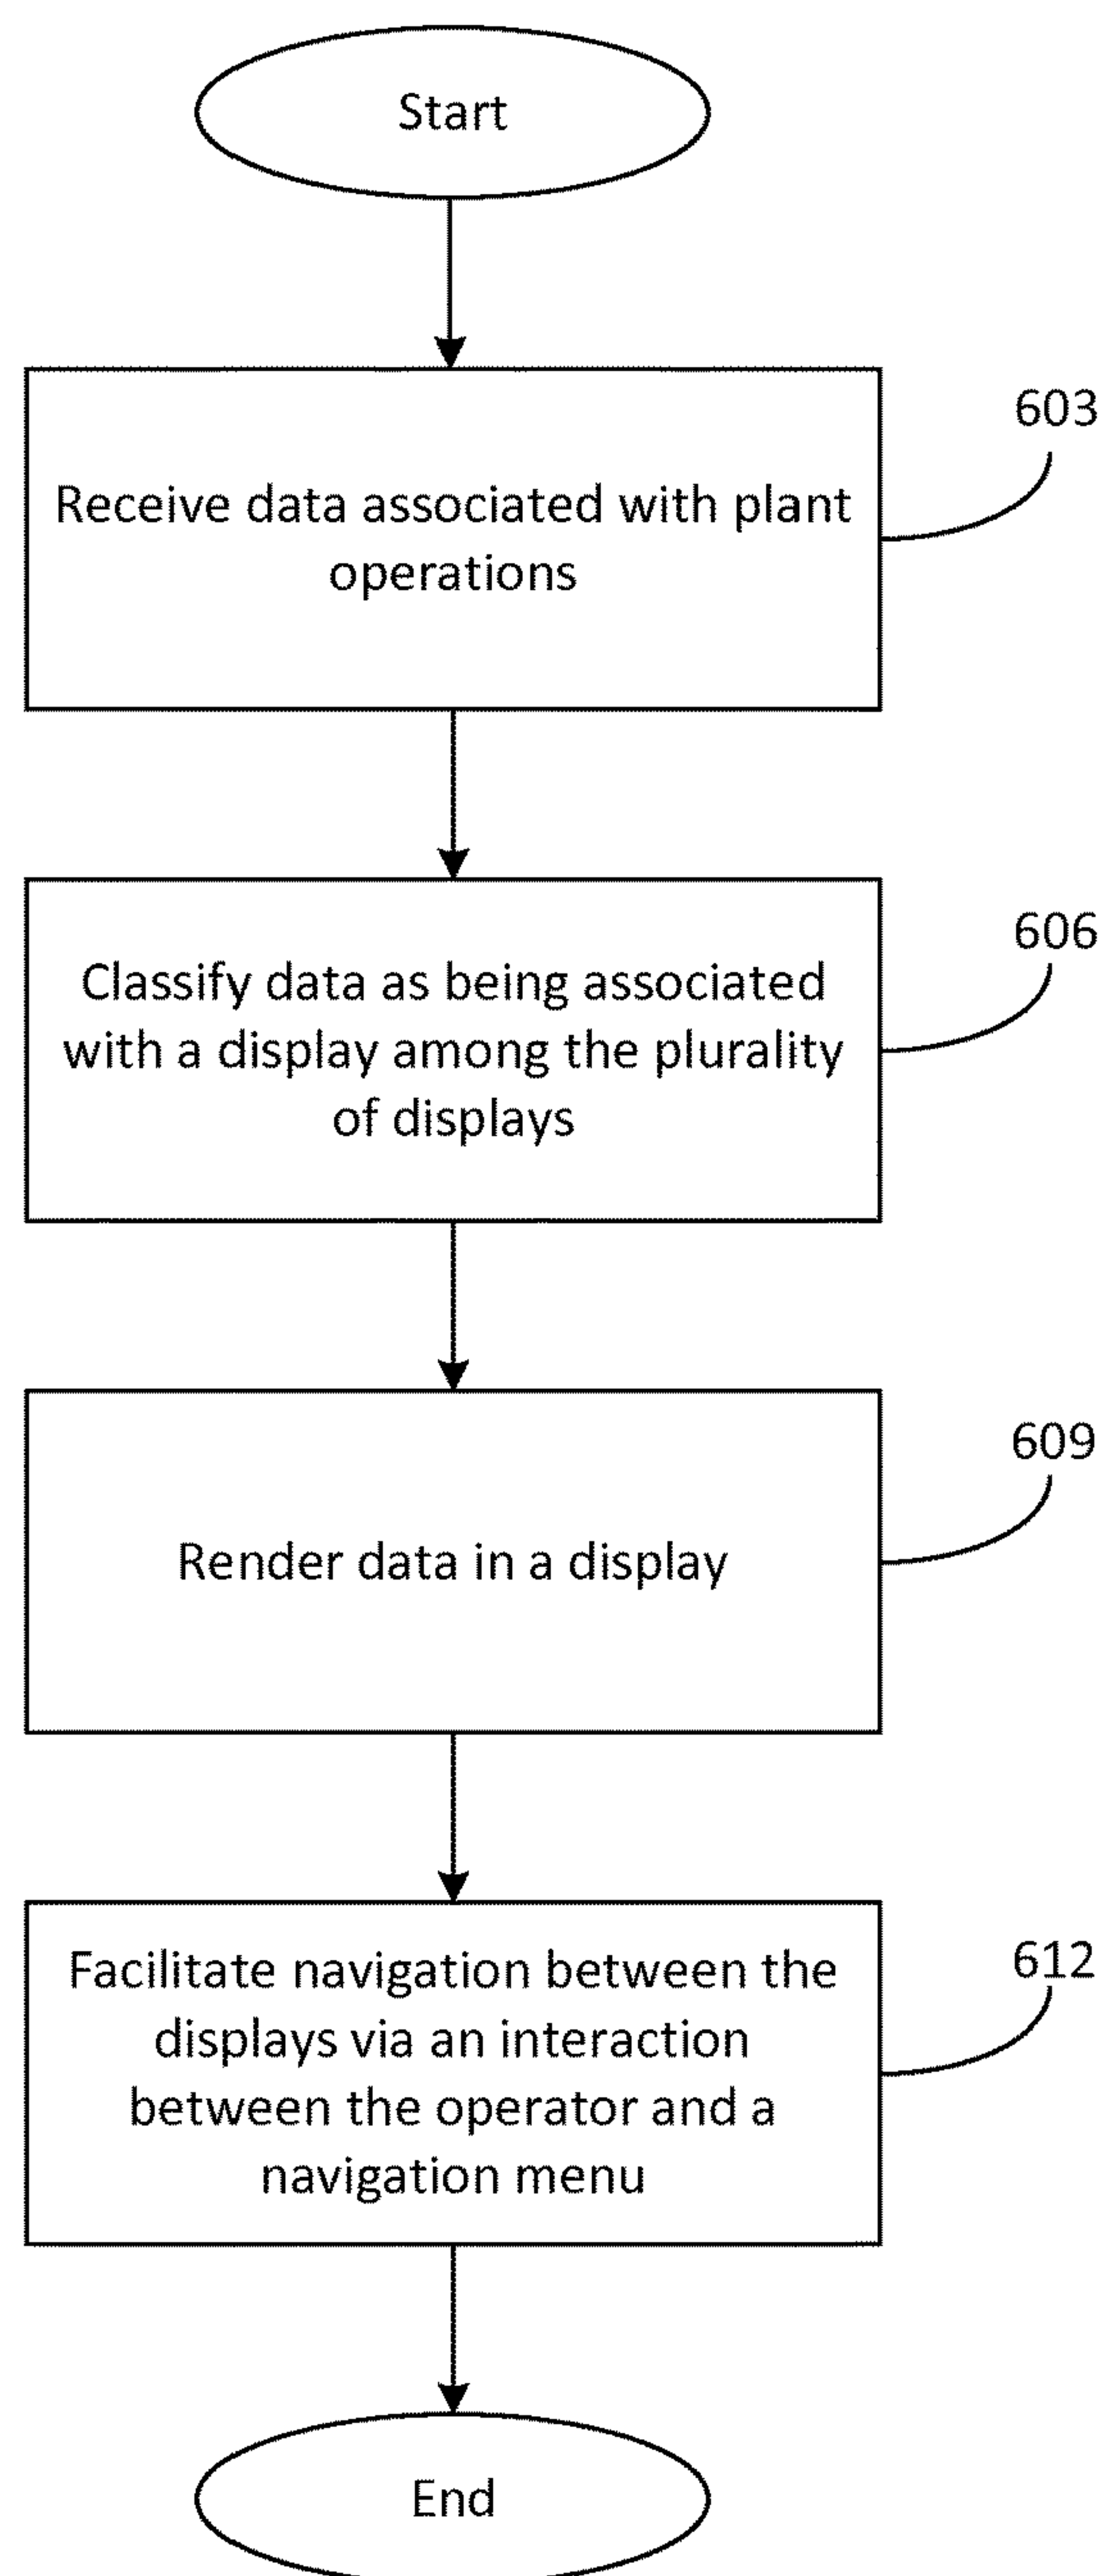 Start
603
Receive data associated with plant
operations
606
Classify data as being associated
with a display among the plurality
of displays
609
Render data in a display
612
Facilitate navigation between the
displays via an interaction
between the operator and a
navigation menu
End